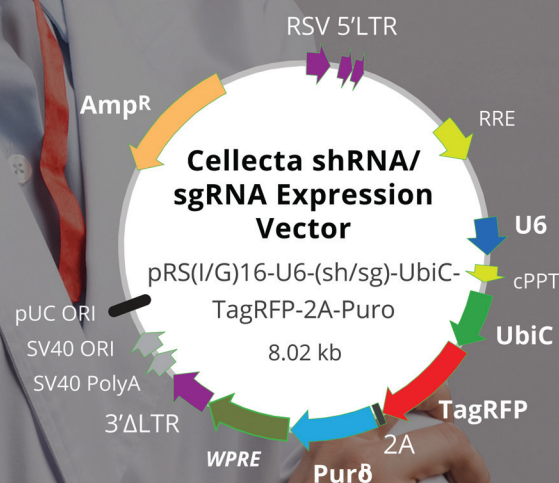 RSV 5'LTR
AmpR
RRE
Cellecta shRNA/
sgRNA Expression
Vector
U6
pRS(I/G)16-U6-(sh/sg)-UbiC-
TagRFP-2A-Puro
8.02 kb
cPPT
UbiC
pUC ORI
SV40 ORI
SV40 PolyA
TagRFP
3'ΔLTR
2A
WPRE
Purδ